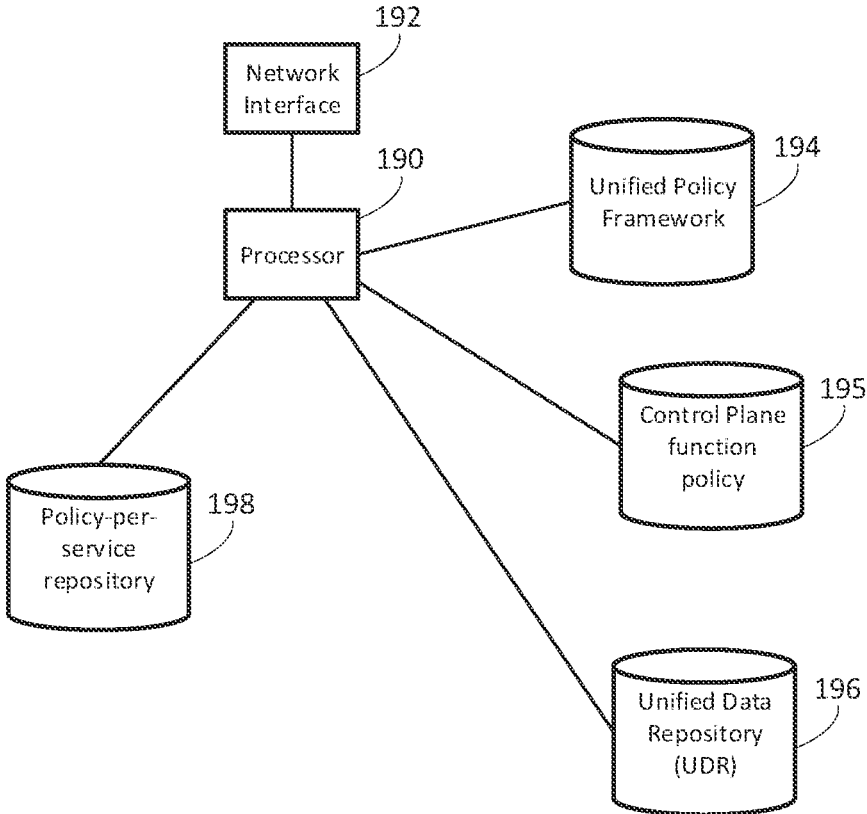 192
Network
Interface
190
Processor
194
Unified Policy
Framework
195
Control Plane
function
policy
198
Policy-per-
service
repository
196
Unified Data
Repository
(UDR)